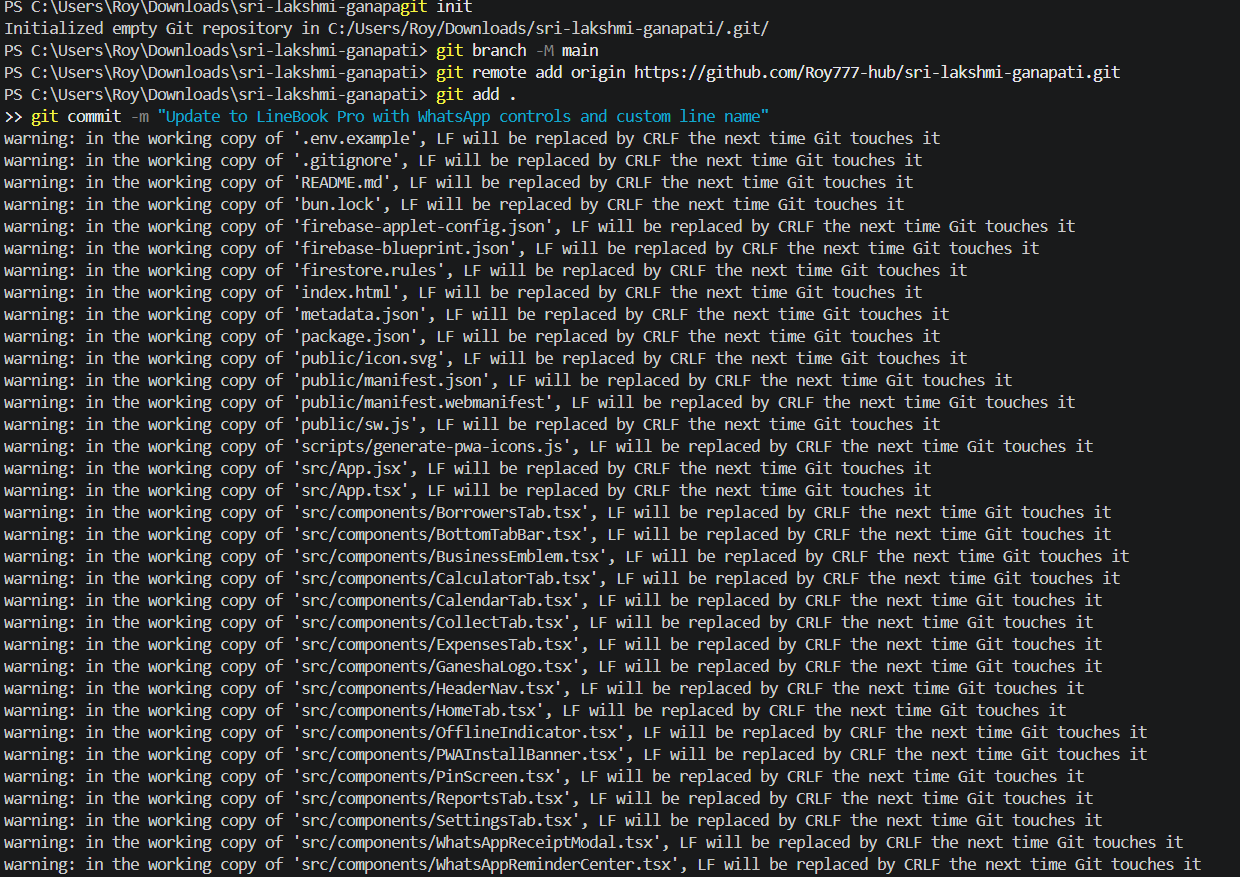 PS C:\Users\Roy\Downloads\sri-lakshmi-ganapagit init
Initialized empty Git repository in C:/Users/Roy/Downloads/sri-lakshmi-ganapati/.git/
PS C:\Users\Roy\Downloads\sri-lakshmi-ganapati> git branch -M main
PS C:\Users\Roy\Downloads\sri-lakshmi-ganapati> git remote add origin https://github.com/Roy777-hub/sri-lakshmi-ganapati.git
PS C:\Users\Roy\Downloads\sri-lakshmi-ganapati> git add .
>> git commit -m "Update to LineBook Pro with WhatsApp controls and custom line name"
warning: in the working copy of '.env.example', LF will be replaced by CRLF the next time Git touches it
warning: in the working copy of '.gitignore', LF will be replaced by CRLF the next time Git touches it
warning: in the working copy of 'README.md', LF will be replaced by CRLF the next time Git touches it
warning: in the working copy of 'bun.lock', LF will be replaced by CRLF the next time Git touches it
warning: in the working copy of 'firebase-applet-config.json', LF will be replaced by CRLF the next time Git touches it
warning: in the working copy of 'firebase-blueprint.json', LF will be replaced by CRLF the next time Git touches it
warning: in the working copy of 'firestore.rules', LF will be replaced by CRLF the next time Git touches it
warning: in the working copy of 'index.html', LF will be replaced by CRLF the next time Git touches it
warning: in the working copy of 'metadata.json', LF will be replaced by CRLF the next time Git touches it
warning: in the working copy of 'package.json', LF will be replaced by CRLF the next time Git touches it
warning: in the working copy of 'public/icon.svg', LF will be replaced by CRLF the next time Git touches it
warning: in the working copy of 'public/manifest.json', LF will be replaced by CRLF the next time Git touches it
warning: in the working copy of 'public/manifest.webmanifest', LF will be replaced by CRLF the next time Git touches it
warning: in the working copy of 'public/sw.js', LF will be replaced by CRLF the next time Git touches it
warning: in the working copy of 'scripts/generate-pwa-icons.js', LF will be replaced by CRLF the next time Git touches it
warning: in the working copy of 'src/App.jsx', LF will be replaced by CRLF the next time Git touches it
warning: in the working copy of 'src/App.tsx', LF will be replaced by CRLF the next time Git touches it
warning: in the working copy of 'src/components/BorrowersTab.tsx', LF will be replaced by CRLF the next time Git touches it
warning: in the working copy of 'src/components/BottomTabBar.tsx', LF will be replaced by CRLF the next time Git touches it
warning: in the working copy of 'src/components/BusinessEmblem.tsx', LF will be replaced by CRLF the next time Git touches it
warning: in the working copy of 'src/components/CalculatorTab.tsx', LF will be replaced by CRLF the next time Git touches it
warning: in the working copy of 'src/components/CalendarTab.tsx', LF will be replaced by CRLF the next time Git touches it
warning: in the working copy of 'src/components/CollectTab.tsx', LF will be replaced by CRLF the next time Git touches it
warning: in the working copy of 'src/components/ExpensesTab.tsx', LF will be replaced by CRLF the next time Git touches it
warning: in the working copy of 'src/components/GaneshaLogo.tsx', LF will be replaced by CRLF the next time Git touches it
warning: in the working copy of 'src/components/HeaderNav.tsx', LF will be replaced by CRLF the next time Git touches it
warning: in the working copy of 'src/components/HomeTab.tsx', LF will be replaced by CRLF the next time Git touches it
warning: in the working copy of 'src/components/OfflineIndicator.tsx', LF will be replaced by CRLF the next time Git touches it
warning: in the working copy of 'src/components/PWAInstallBanner.tsx', LF will be replaced by CRLF the next time Git touches it
warning: in the working copy of 'src/components/PinScreen.tsx', LF will be replaced by CRLF the next time Git touches it
warning: in the working copy of 'src/components/ReportsTab.tsx', LF will be replaced by CRLF the next time Git touches it
warning: in the working copy of 'src/components/SettingsTab.tsx', LF will be replaced by CRLF the next time Git touches it
warning: in the working copy of 'src/components/WhatsAppReceiptModal.tsx', LF will be replaced by CRLF the next time Git touches it
warning: in the working copy of 'src/components/WhatsAppReminderCenter.tsx', LF will be replaced by CRLF the next time Git touches it